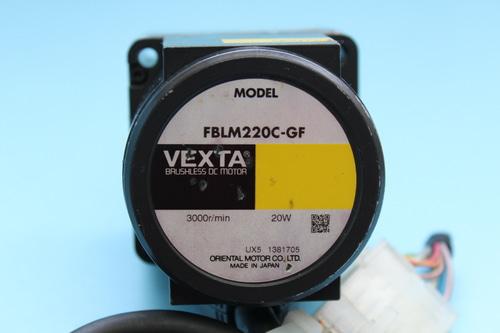 MODEL
FBLM220C-GF
VEXTA®
BRUSHLESS DC MOTOR
3000r/min 20W
UX5 1381705
ORIENTAL MOTOR CO.,LTD.
MADE IN JAPAN